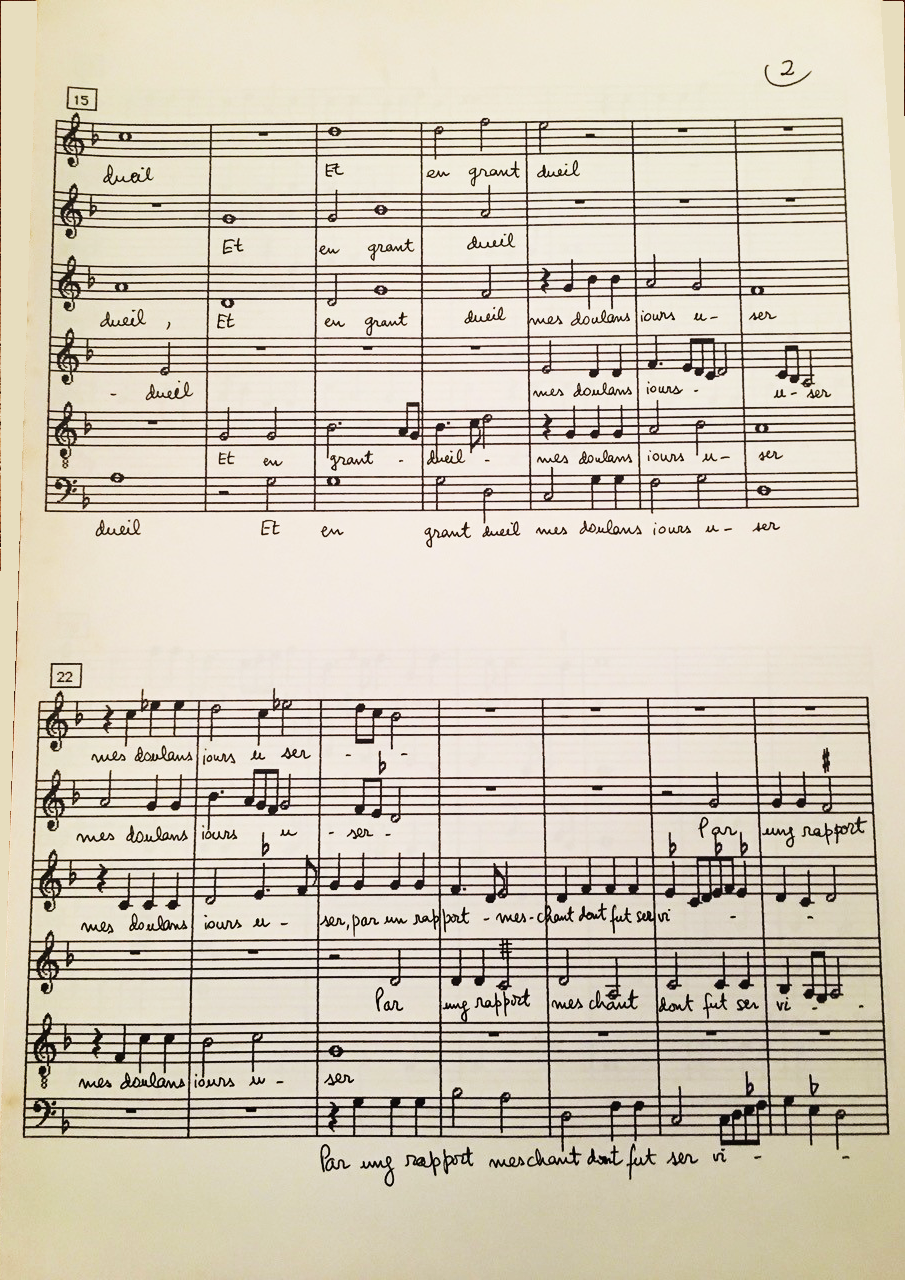 2
15
dueil Et en grant dueil
Et en grant dueil
dueil, Et en grant dueil mes doulans iours u- ser
- dueil mes doulans iours - u- ser
Et en grant - dueil - mes doulans iours u- ser
8
dueil Et en grant dueil mes doulans iours u- ser
22
mes doulans iours u ser - - -
mes doulans iours u - ser - Par ung rapport
mes doulans iours u - ser, par un rapport - mes-chant dont fut ser vi - -
Par ung rapport mes chant dont fut ser vi - -
mes doulans iours u - ser
8
Par ung rapport meschant dont fut ser vi - -